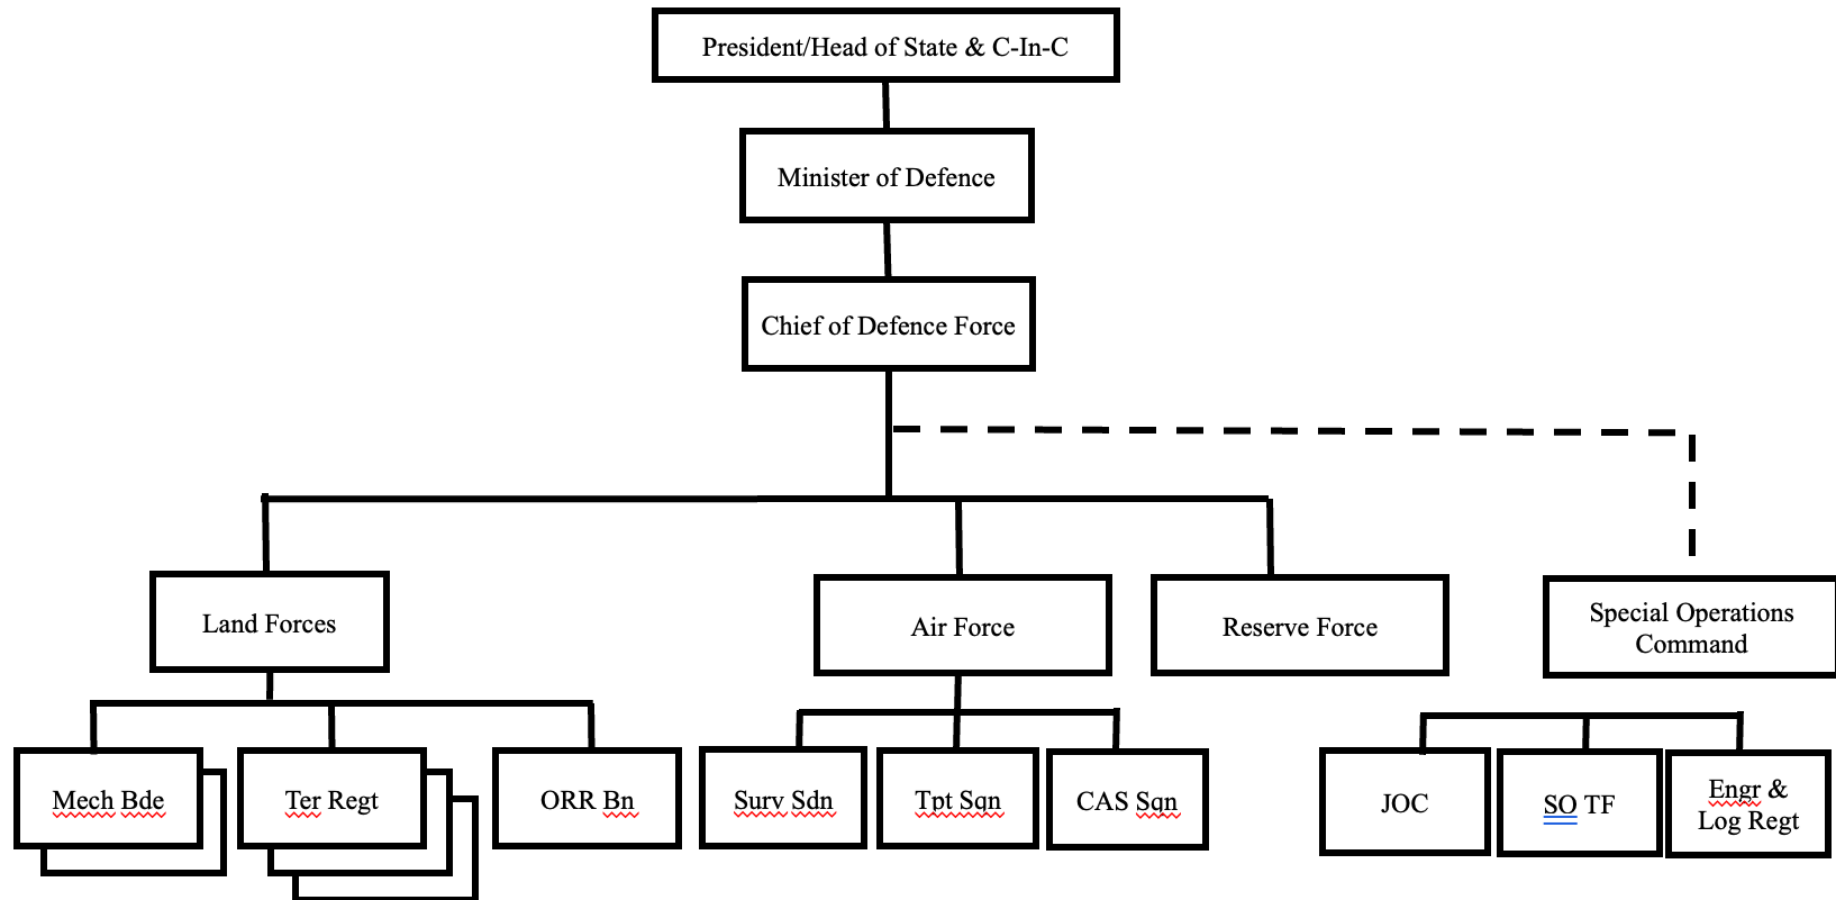 President/Head of State & C-In-C
Minister of Defence
Chief of Defence Force
Land Forces
Air Force
Reserve Force
Special Operations
Command
Mech Bde
Ter Regt
ORR Bn
Surv Sdn
Tpt Sqn
CAS Sqn
JOC
SO TF
Engr &
Log Regt